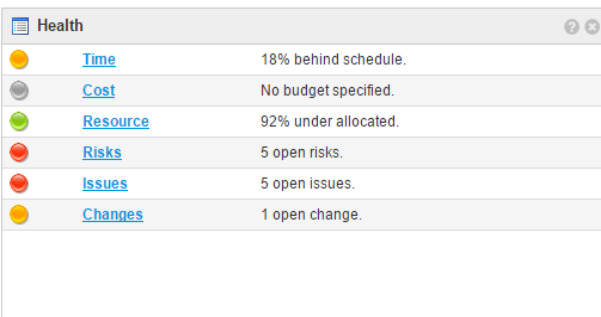 Health
Time 18% behind schedule.
Cost No budget specified.
Resource 92% under allocated.
Risks 5 open risks.
Issues 5 open issues.
Changes 1 open change.